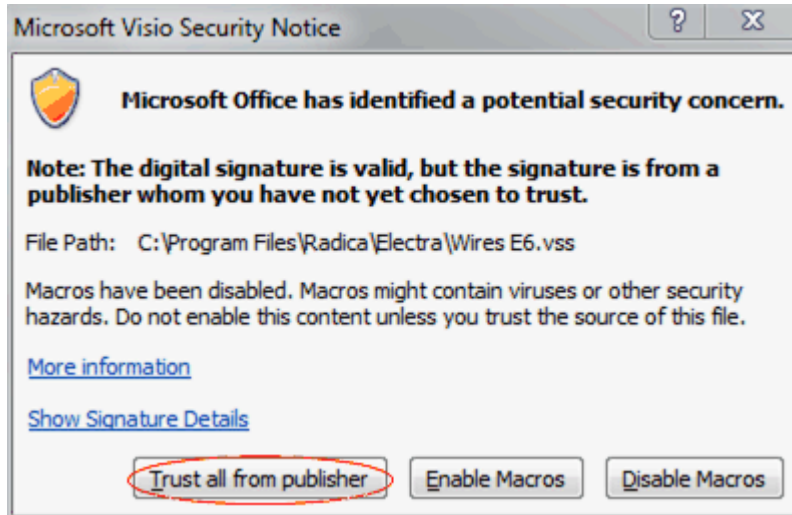 Microsoft Visio Security Notice
?
Microsoft Office has identified a potential security concern.
Note: The digital signature is valid, but the signature is from a
publisher whom you have not yet chosen to trust.
File Path: C:\Program Files\Radica\Electra\Wires E6.vss
Macros have been disabled. Macros might contain viruses or other security
hazards. Do not enable this content unless you trust the source of this file.
More information
Show Signature Details
Trust all from publisher Enable Macros Disable Macros